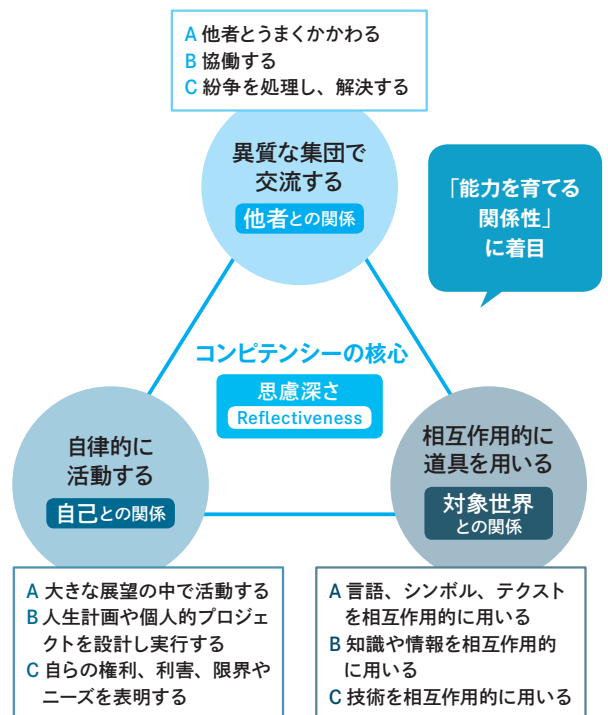 A 他者とうまくかかわる
B 協働する
C 紛争を処理し、解決する
異質な集団で
交流する
他者との関係
「能力を育てる
関係性」
に着目
コンピテンシーの核心
思慮深さ
Reflectiveness
自律的に
活動する
自己との関係
相互作用的に
道具を用いる
対象世界
との関係
A 大きな展望の中で活動する
B 人生計画や個人的プロジェ
クトを設計し実行する
C 自らの権利、利害、限界や
ニーズを表明する
A 言語、シンボル、テクスト
を相互作用的に用いる
B 知識や情報を相互作用的
に用いる
C 技術を相互作用的に用いる